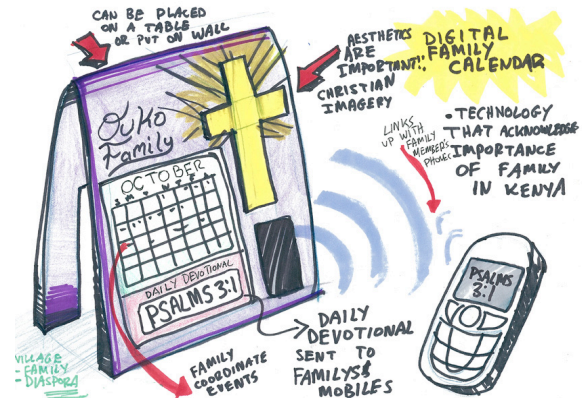 CAN BE PLACED
ON A TABLE
OR PUT ON WALL
AESTHETICS
ARE
IMPORTANT!!
CHRISTIAN
IMAGERY
DIGITAL
FAMILY
CALENDAR
• TECHNOLOGY
THAT ACKNOWLEDGE
IMPORTANCE
OF FAMILY
IN KENYA
LINKS
UP WITH
FAMILY
MEMBER'S
PHONES
Ouko
Family
OCTOBER
S M T W T F S
DAILY DEVOTIONAL
PSALMS 3:1
PSALMS
3:1
DAILY
DEVOTIONAL
SENT TO
FAMILYS
MOBILES
FAMILY
COORDINATE
EVENTS
VILLAGE
- FAMILY
- DIASPORA